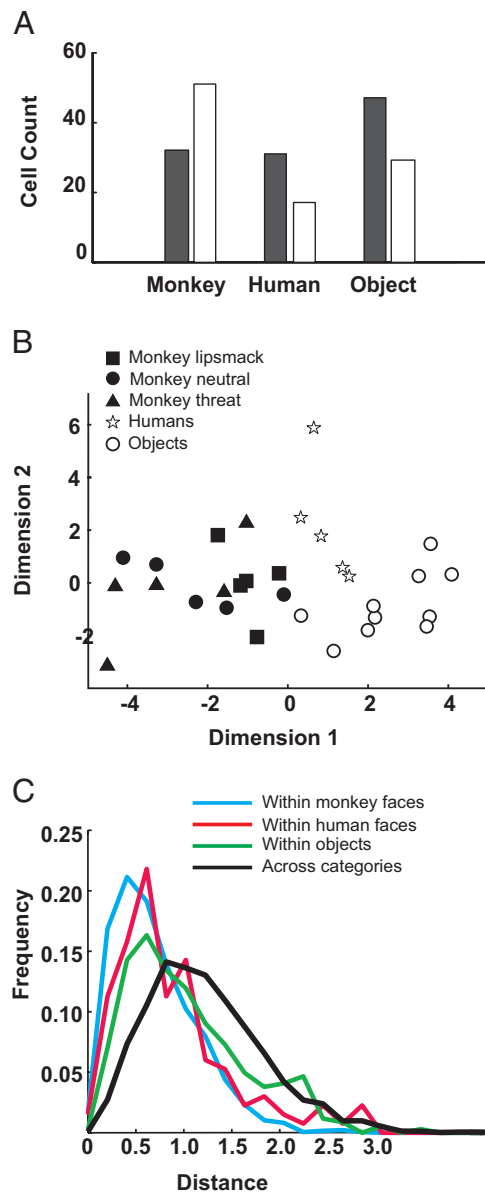 A
60
40
20
0
Cell Count
Monkey Human Object
B
Monkey lipsmack
Monkey neutral
Monkey threat
Humans
Objects
6
4
2
0
-2
Dimension 2
-4 -2 0 2 4
Dimension 1
C
Within monkey faces
Within human faces
Within objects
Across categories
0.25
0.20
0.15
0.10
0.05
Frequency
0 0.5 1.0 1.5 2.0 2.5 3.0
Distance